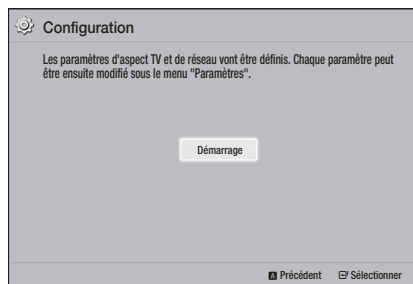 Configuration
Les paramètres d'aspect TV et de réseau vont être définis. Chaque paramètre peut
être ensuite modifié sous le menu "Paramètres".
Démarrage
A Précédent Sélectionner